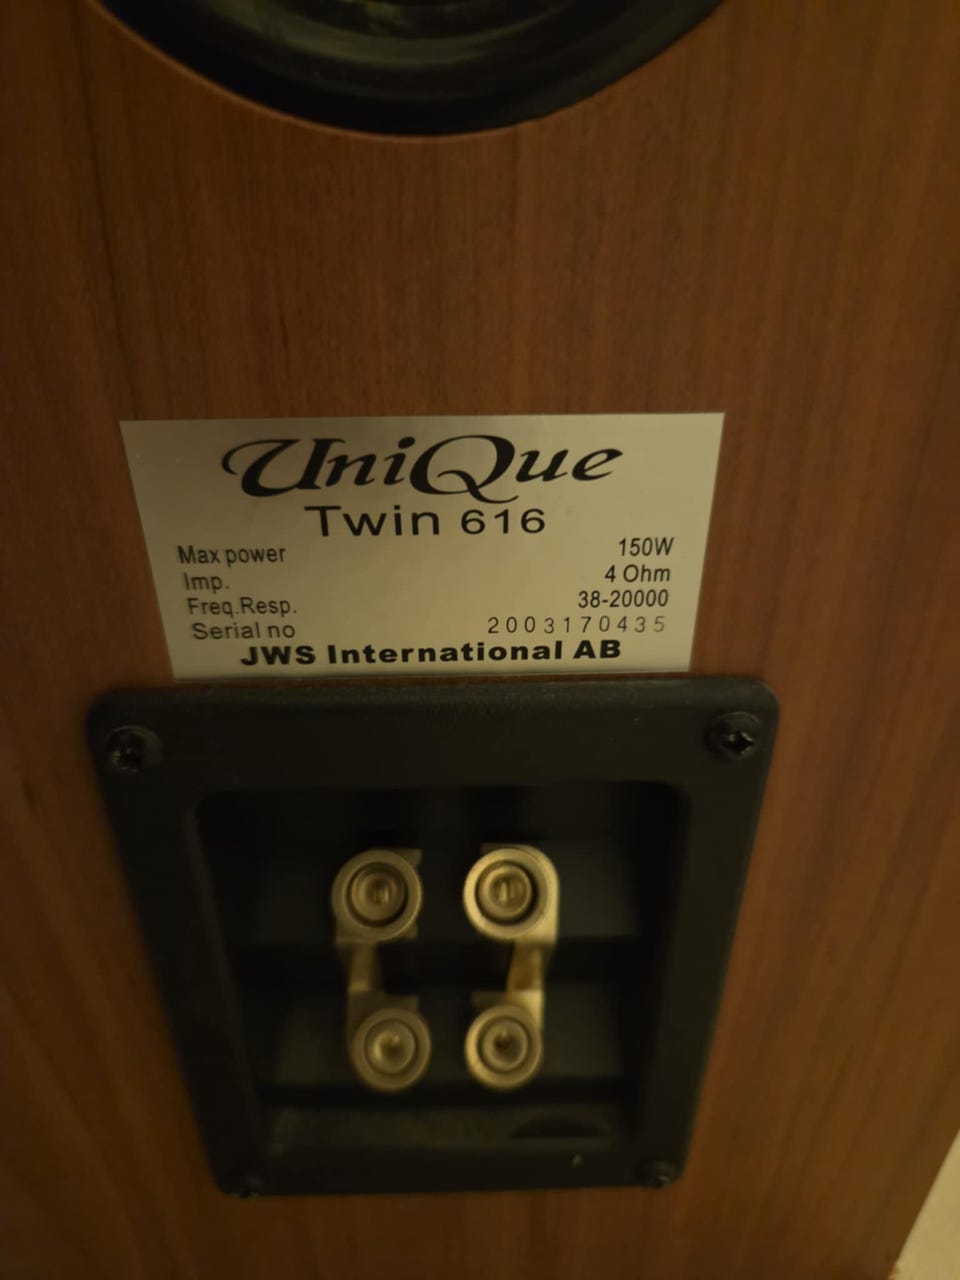 UniQue
Twin 616
Max power 150W
Imp. 4 Ohm
Freq.Resp. 38-20000
Serial no 2003170435
JWS International AB